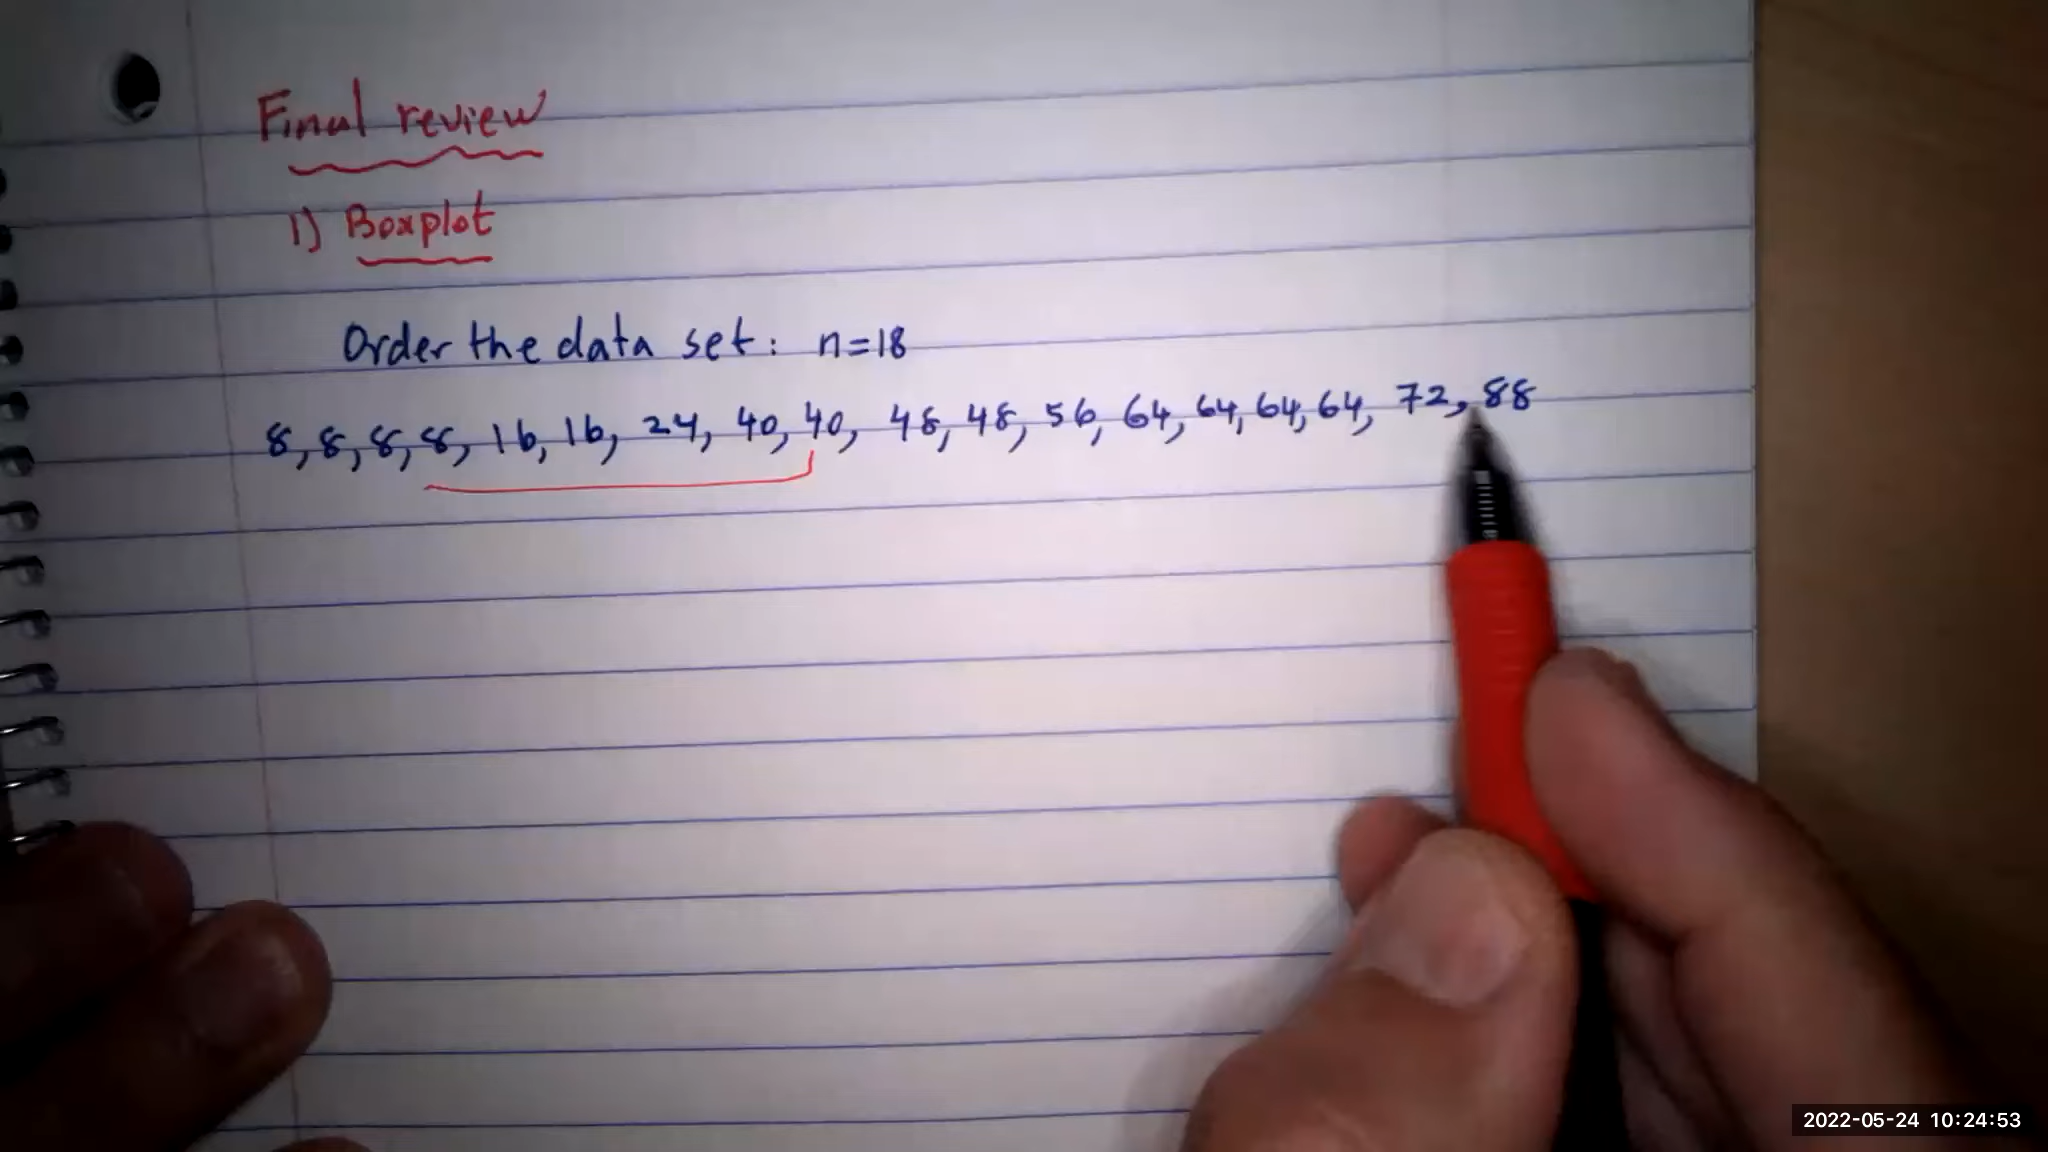 Final review
1) Boxplot
Order the data set: n=18
8, 8, 8, 8, 16, 16, 24, 40, 40, 48, 48, 56, 64, 64, 64, 64, 72, 88
2022-05-24 10:24:53